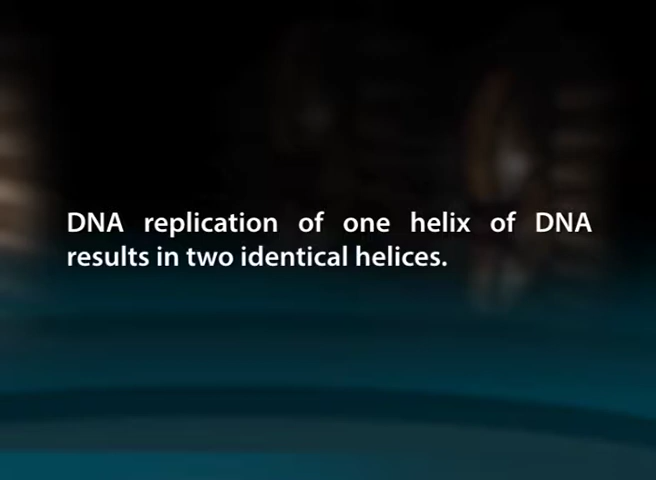 DNA replication of one helix of DNA
results in two identical helices.